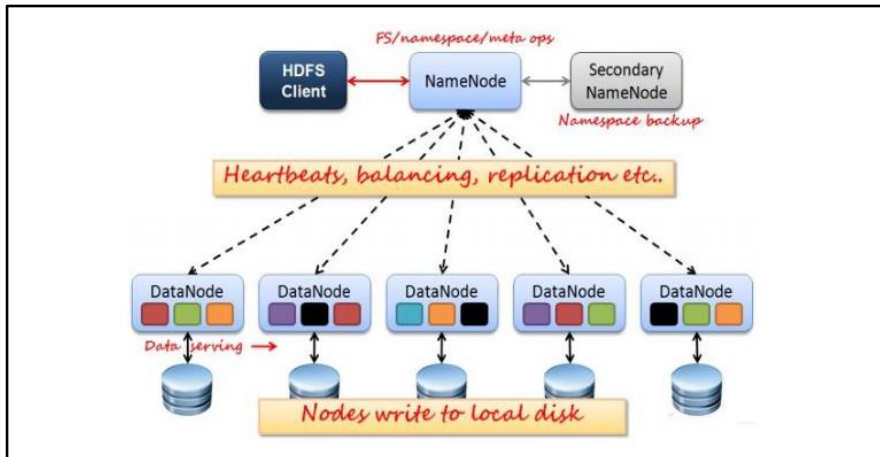 FS/namespace/meta ops
HDFS
Client
NameNode
Secondary
NameNode
Namespace backup
Heartbeats, balancing, replication etc..
DataNode
DataNode
DataNode
DataNode
DataNode
Data serving
Nodes write to local disk